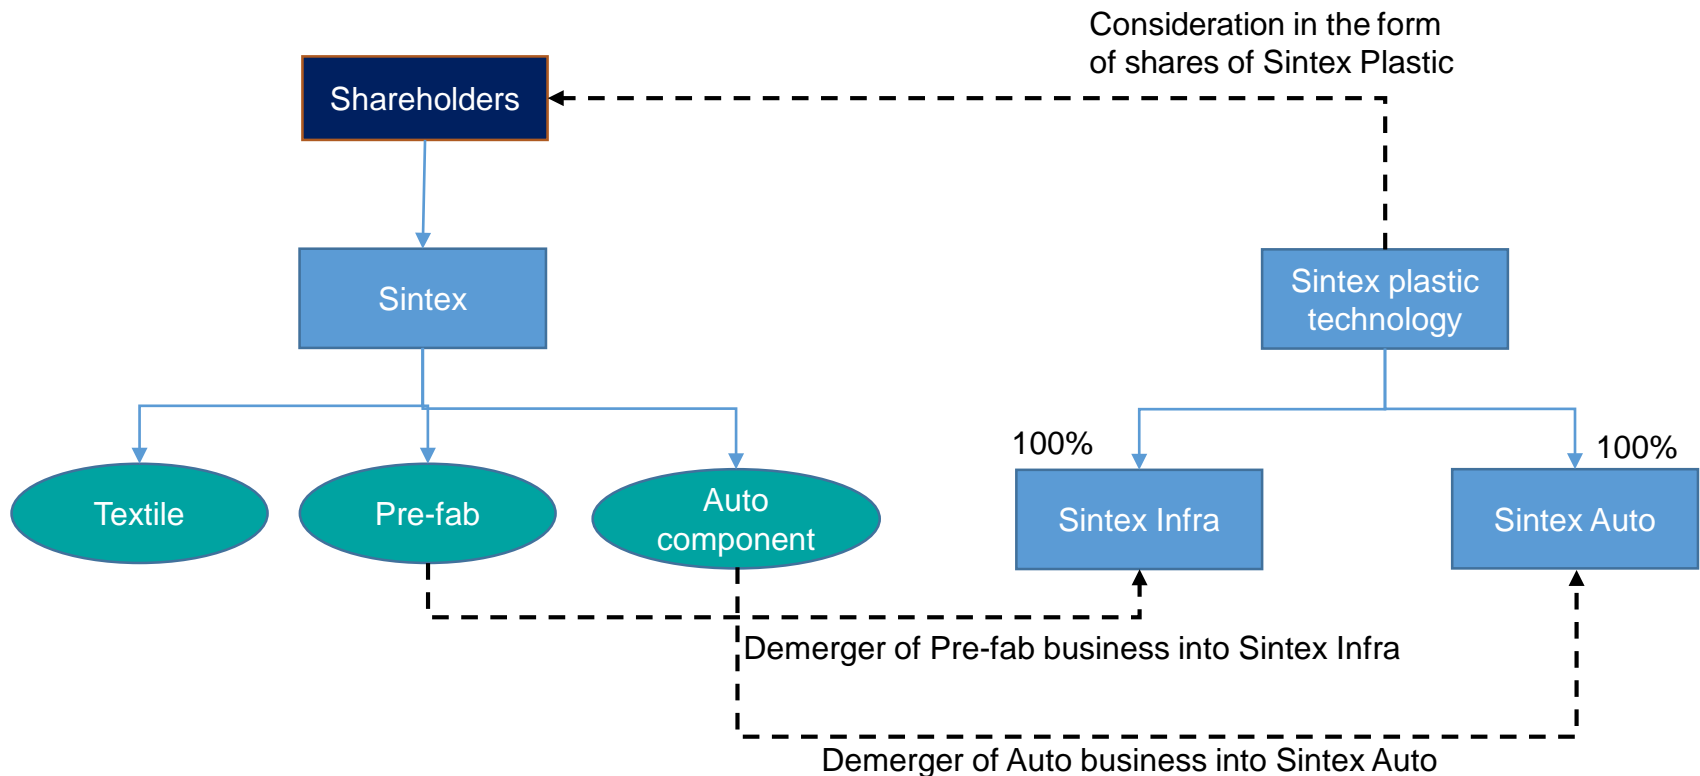 Consideration in the form
of shares of Sintex Plastic
Shareholders
Sintex
Sintex plastic
technology
100%
100%
Textile
Pre-fab
Auto
component
Sintex Infra
Sintex Auto
Demerger of Pre-fab business into Sintex Infra
Demerger of Auto business into Sintex Auto